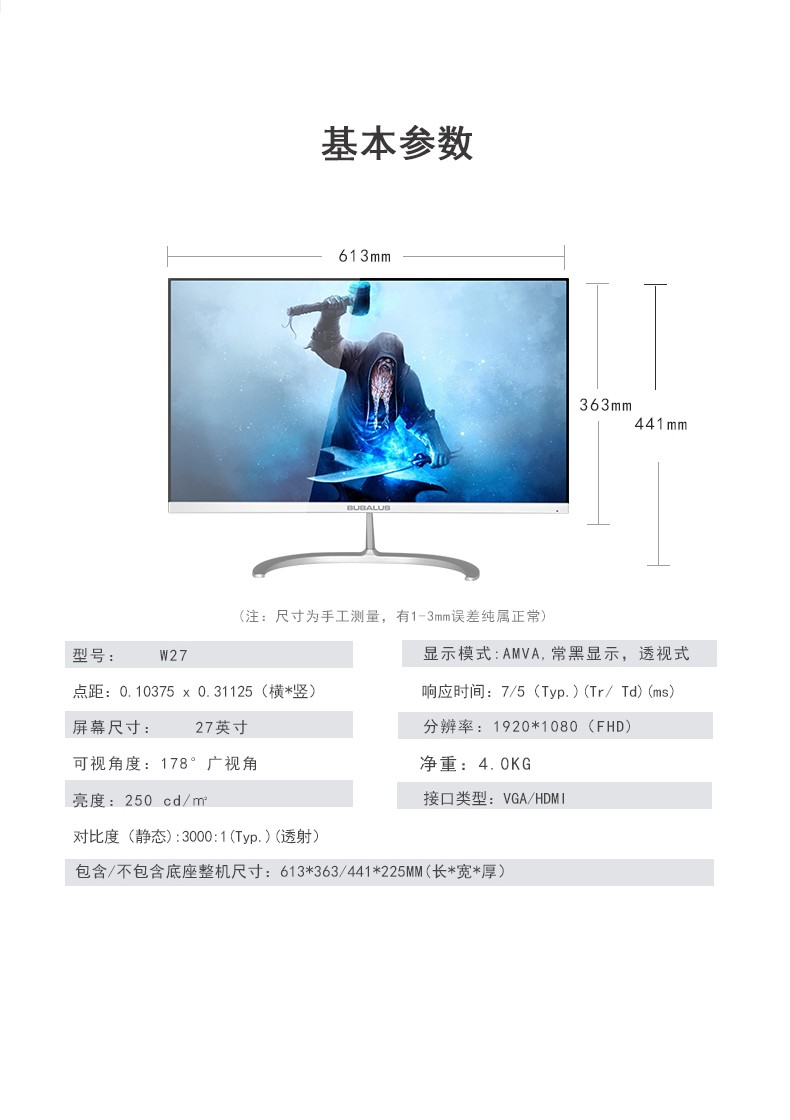 基本参数
613mm
363mm
441mm
BUBALUS
(注：尺寸为手工测量，有1-3mm误差纯属正常)
型号： W27
显示模式:AMVA,常黑显示，透视式
点距：0.10375 x 0.31125（横*竖）
响应时间：7/5（Typ.)(Tr/ Td)(ms)
屏幕尺寸： 27英寸
分辨率：1920*1080（FHD）
可视角度：178°广视角
净重：4.0KG
亮度：250 cd/㎡
接口类型：VGA/HDMI
对比度（静态):3000:1(Typ.)(透射）
包含/不包含底座整机尺寸：613*363/441*225MM(长*宽*厚）